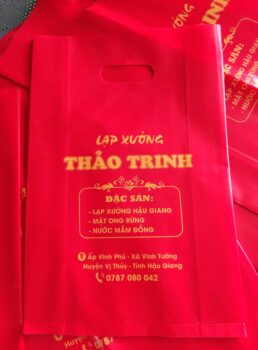 LẠP XƯỞNG
THẢO TRINH
ĐẶC SẢN:
- LẠP XƯỞNG HẬU GIANG
- MẬT ONG RỪNG
- NƯỚC MẮM ĐỒNG
Ấp Vĩnh Phú - Xã Vĩnh Tường
Huyện Vị Thủy - Tỉnh Hậu Giang
0787 080 042